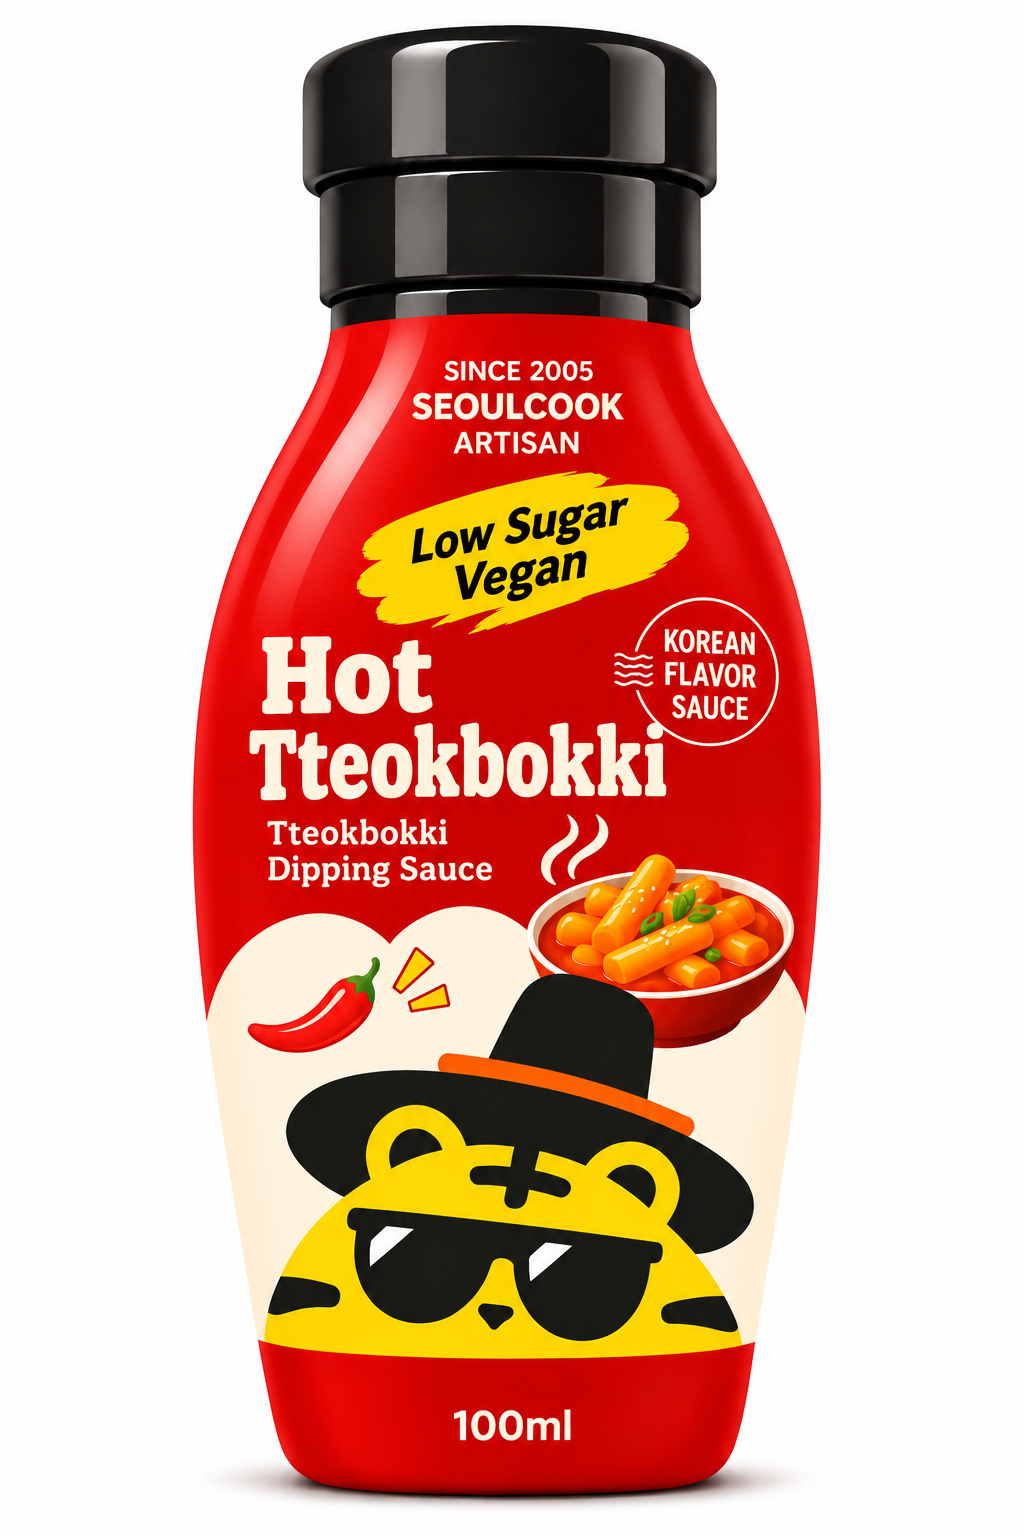 SINCE 2005
SEOULCOOK
ARTISAN
Low Sugar
Vegan
Hot
Tteokbokki
KOREAN
FLAVOR
SAUCE
Tteokbokki
Dipping Sauce
100ml